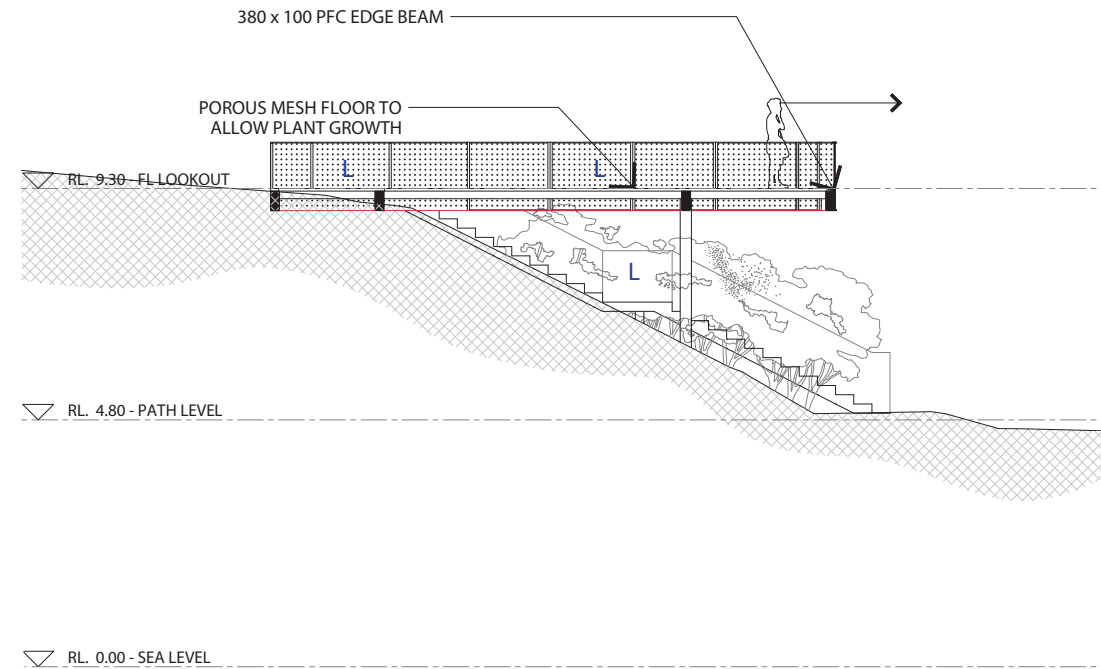 380 x 100 PFC EDGE BEAM
POROUS MESH FLOOR TO
ALLOW PLANT GROWTH
L L
RL. 9.30 - FL LOOKOUT
L
RL. 4.80 - PATH LEVEL
RL. 0.00 - SEA LEVEL